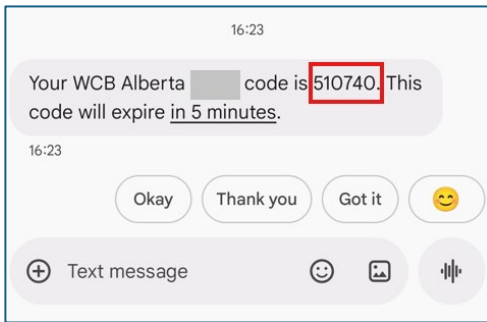 16:23
Your WCB Alberta code is 510740. This
code will expire in 5 minutes.
16:23
Okay Thank you Got it
Text message